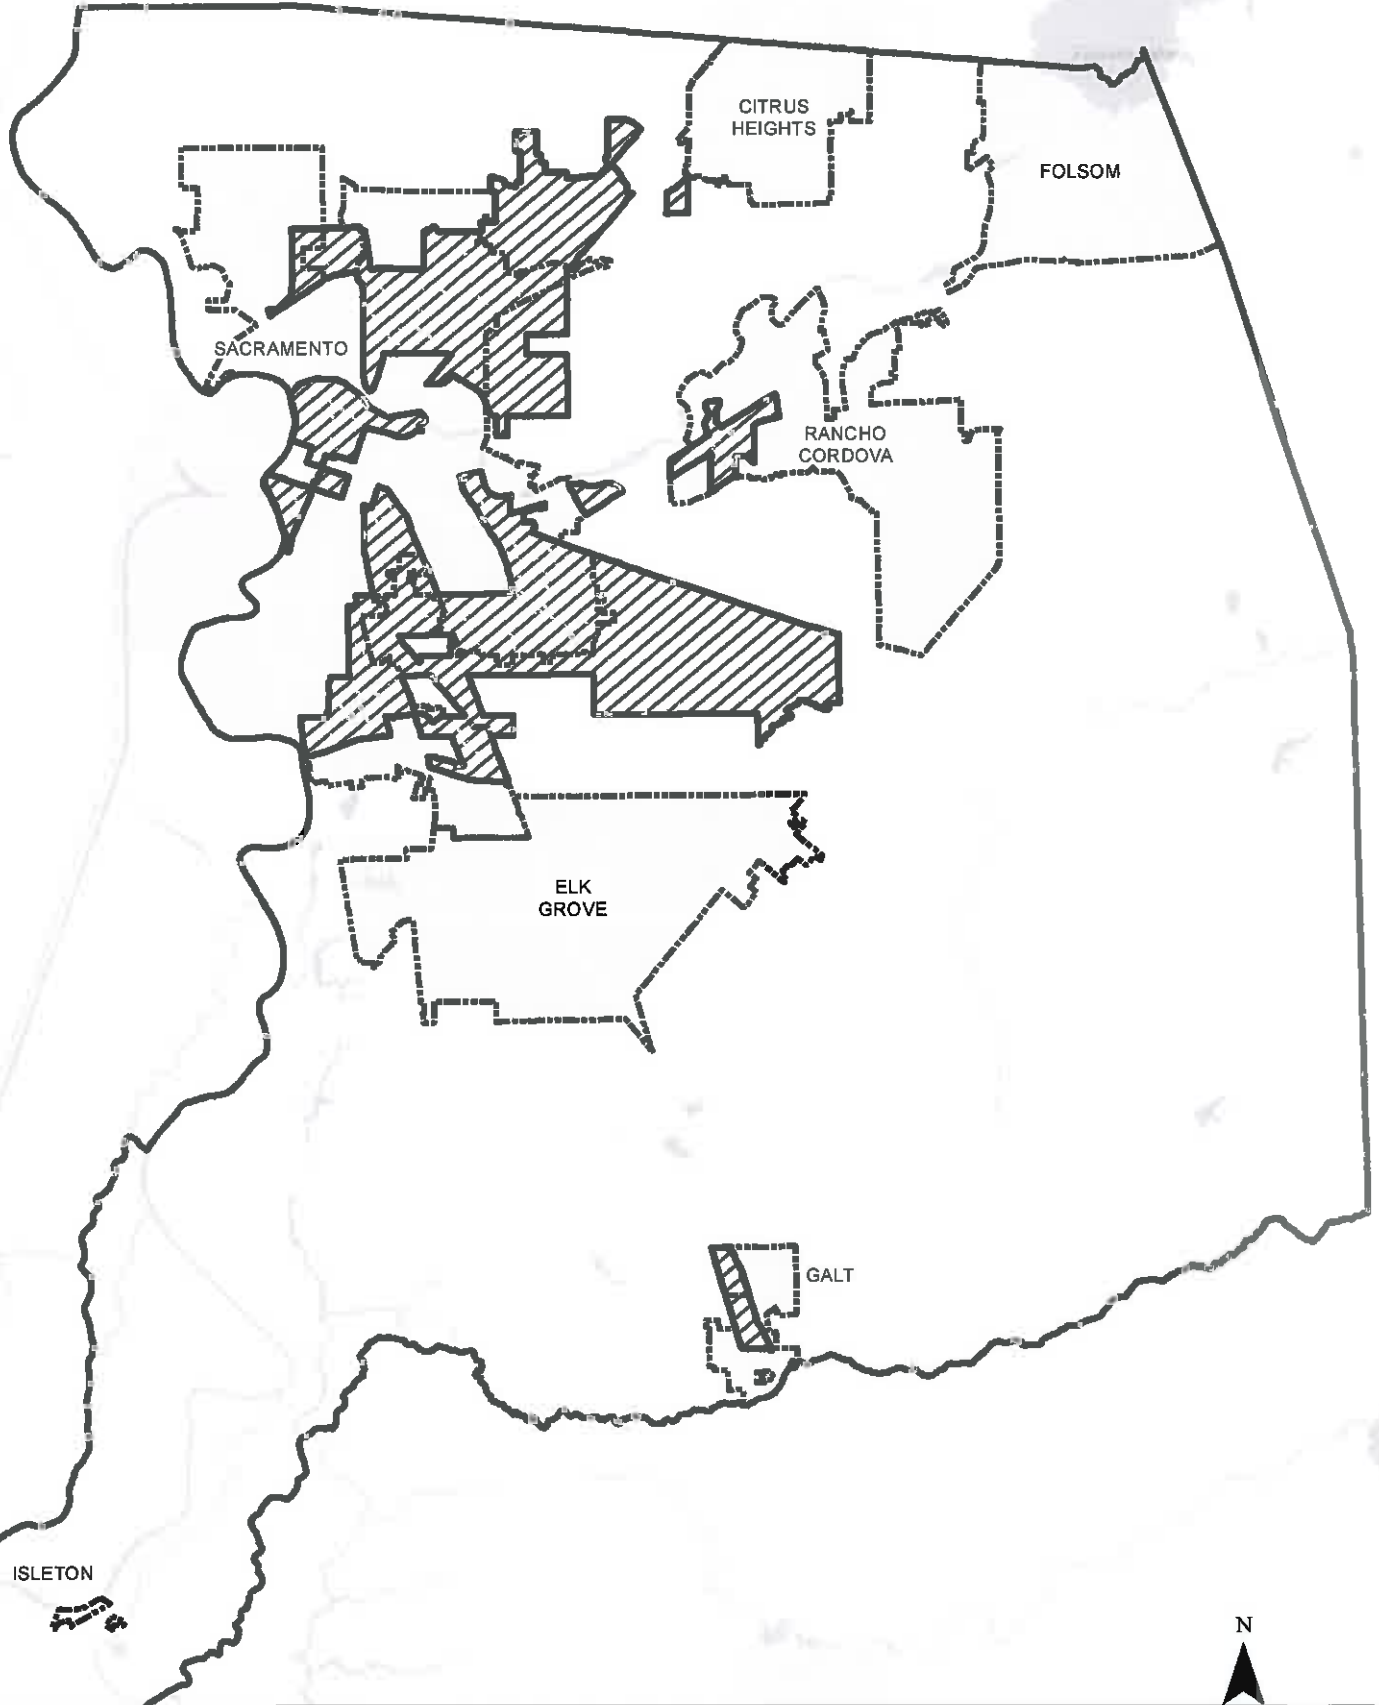 CITRUS
HEIGHTS
FOLSOM
SACRAMENTO
RANCHO
CORDOVA
ELK
GROVE
GALT
ISLETON
N